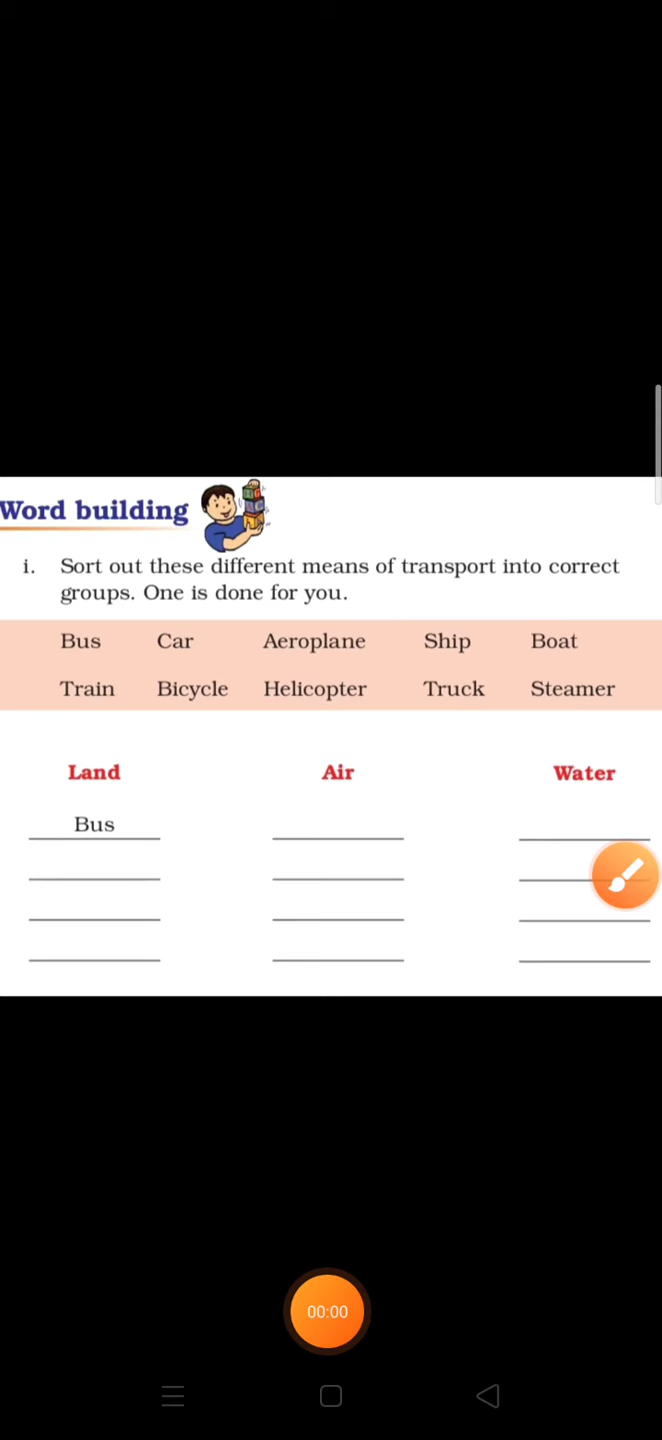 Word building
i. Sort out these different means of transport into correct
groups. One is done for you.
Bus Car Aeroplane Ship Boat
Train Bicycle Helicopter Truck Steamer
Land Air Water
Bus
00:00